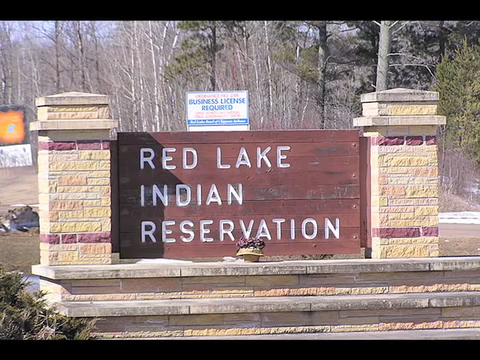 BUSINESS LICENSE
REQUIRED
RED LAKE
INDIAN
RESERVATION